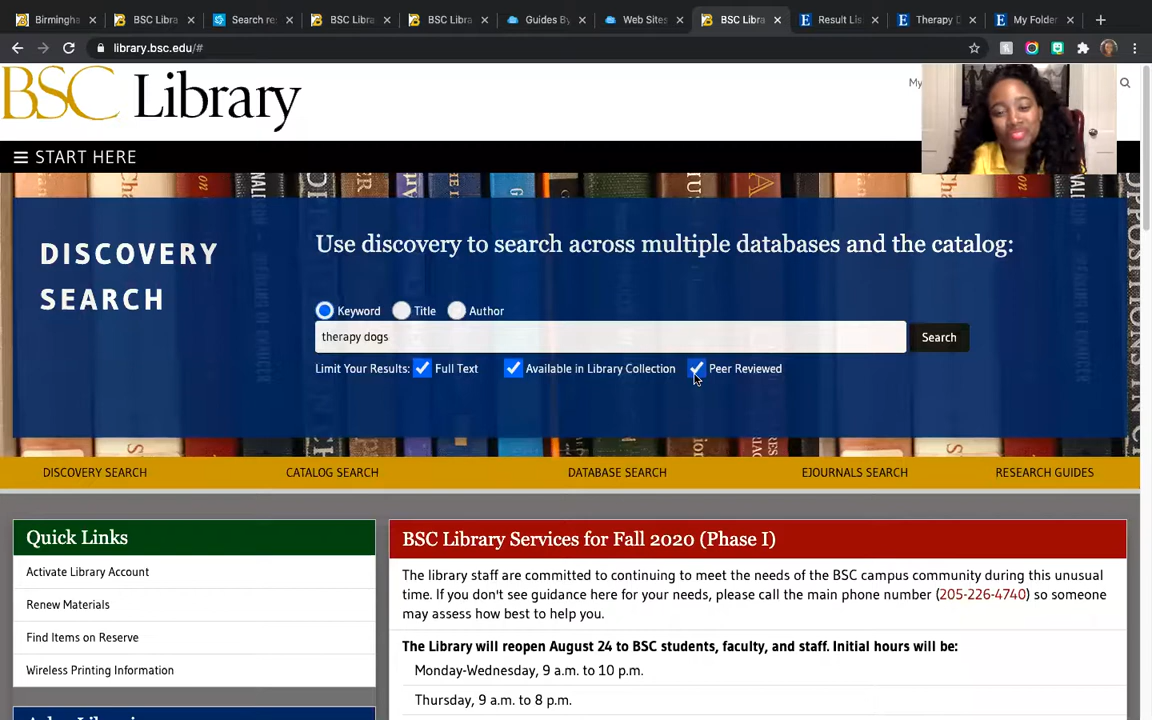 Birmingha
BSC Libra
Search re
BSC Libra
BSC Libra
Guides By
Web Sites
BSC Libra
Result Lis
Therapy D
My Folder
library.bsc.edu/#
BSC Library
My
START HERE
DISCOVERY
SEARCH
Use discovery to search across multiple databases and the catalog:
Keyword Title Author
therapy dogs
Search
Limit Your Results: Full Text Available in Library Collection Peer Reviewed
DISCOVERY SEARCH CATALOG SEARCH DATABASE SEARCH EJOURNALS SEARCH RESEARCH GUIDES
Quick Links
Activate Library Account
Renew Materials
Find Items on Reserve
Wireless Printing Information
BSC Library Services for Fall 2020 (Phase I)
The library staff are committed to continuing to meet the needs of the BSC campus community during this unusual
time. If you don't see guidance here for your needs, please call the main phone number (205-226-4740) so someone
may assess how best to help you.
The Library will reopen August 24 to BSC students, faculty, and staff. Initial hours will be:
Monday-Wednesday, 9 a.m. to 10 p.m.
Thursday, 9 a.m. to 8 p.m.